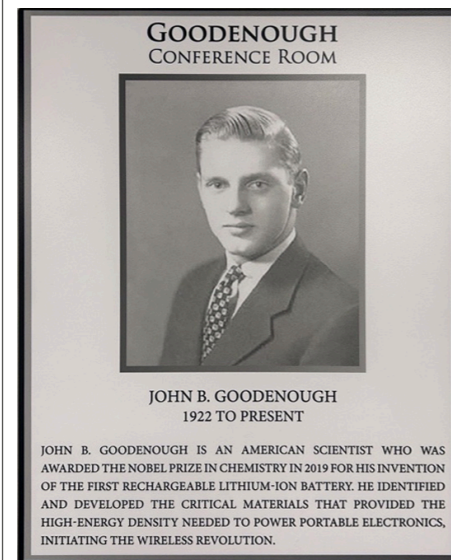 GOODENOUGH
CONFERENCE ROOM
JOHN B. GOODENOUGH
1922 TO PRESENT
JOHN B. GOODENOUGH IS AN AMERICAN SCIENTIST WHO WAS
AWARDED THE NOBEL PRIZE IN CHEMISTRY IN 2019 FOR HIS INVENTION
OF THE FIRST RECHARGEABLE LITHIUM-ION BATTERY. HE IDENTIFIED
AND DEVELOPED THE CRITICAL MATERIALS THAT PROVIDED THE
HIGH-ENERGY DENSITY NEEDED TO POWER PORTABLE ELECTRONICS,
INITIATING THE WIRELESS REVOLUTION.